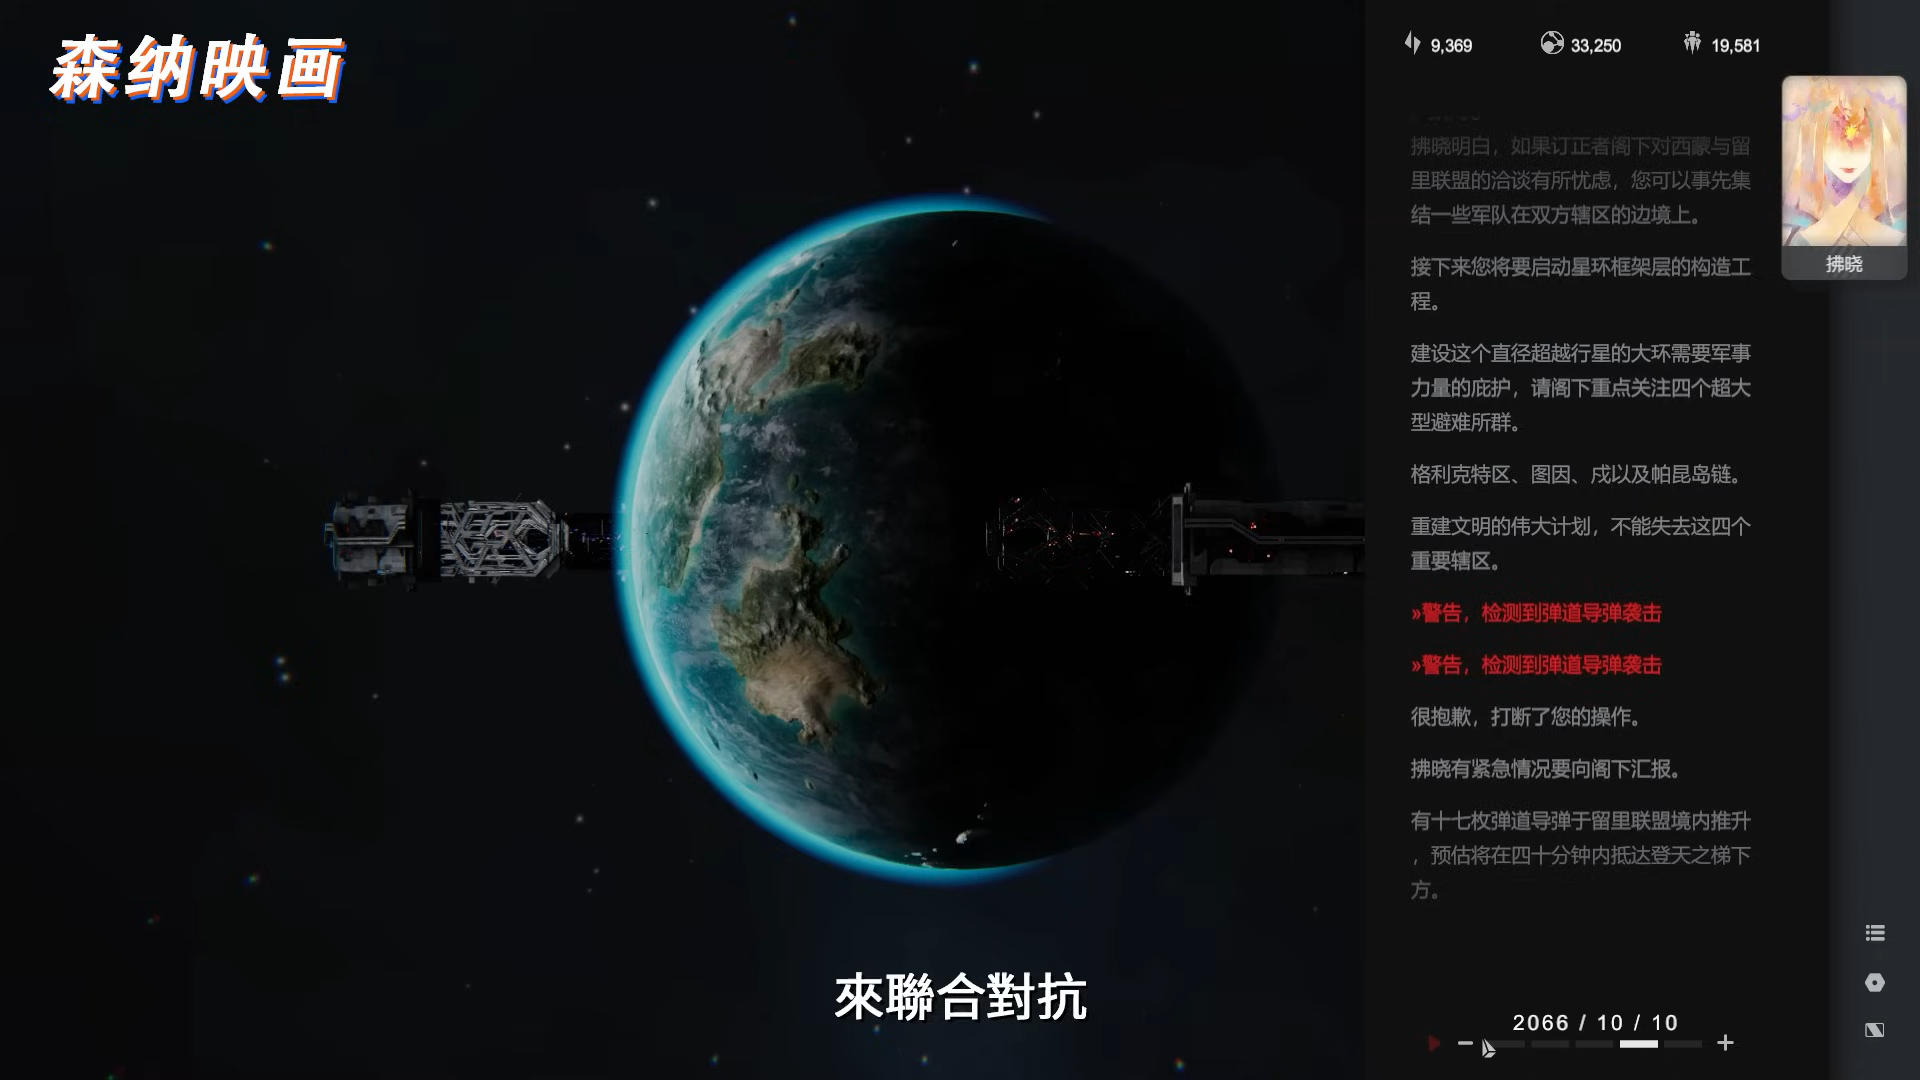 森纳映画
9,369
33,250
19,581
拂晓明白，如果订正者阁下对西蒙与留
里联盟的洽谈有所忧虑，您可以事先集
结一些军队在双方辖区的边境上。
接下来您将要启动星环框架层的构造工
程。
建设这个直径超越行星的大环需要军事
力量的庇护，请阁下重点关注四个超大
型避难所群。
格利克特区、图因、戍以及帕昆岛链。
重建文明的伟大计划，不能失去这四个
重要辖区。
»警告，检测到弹道导弹袭击
»警告，检测到弹道导弹袭击
很抱歉，打断了您的操作。
拂晓有紧急情况要向阁下汇报。
有十七枚弹道导弹于留里联盟境内推升
，预估将在四十分钟内抵达登天之梯下
方。
拂晓
2066 / 10 / 10
來聯合對抗